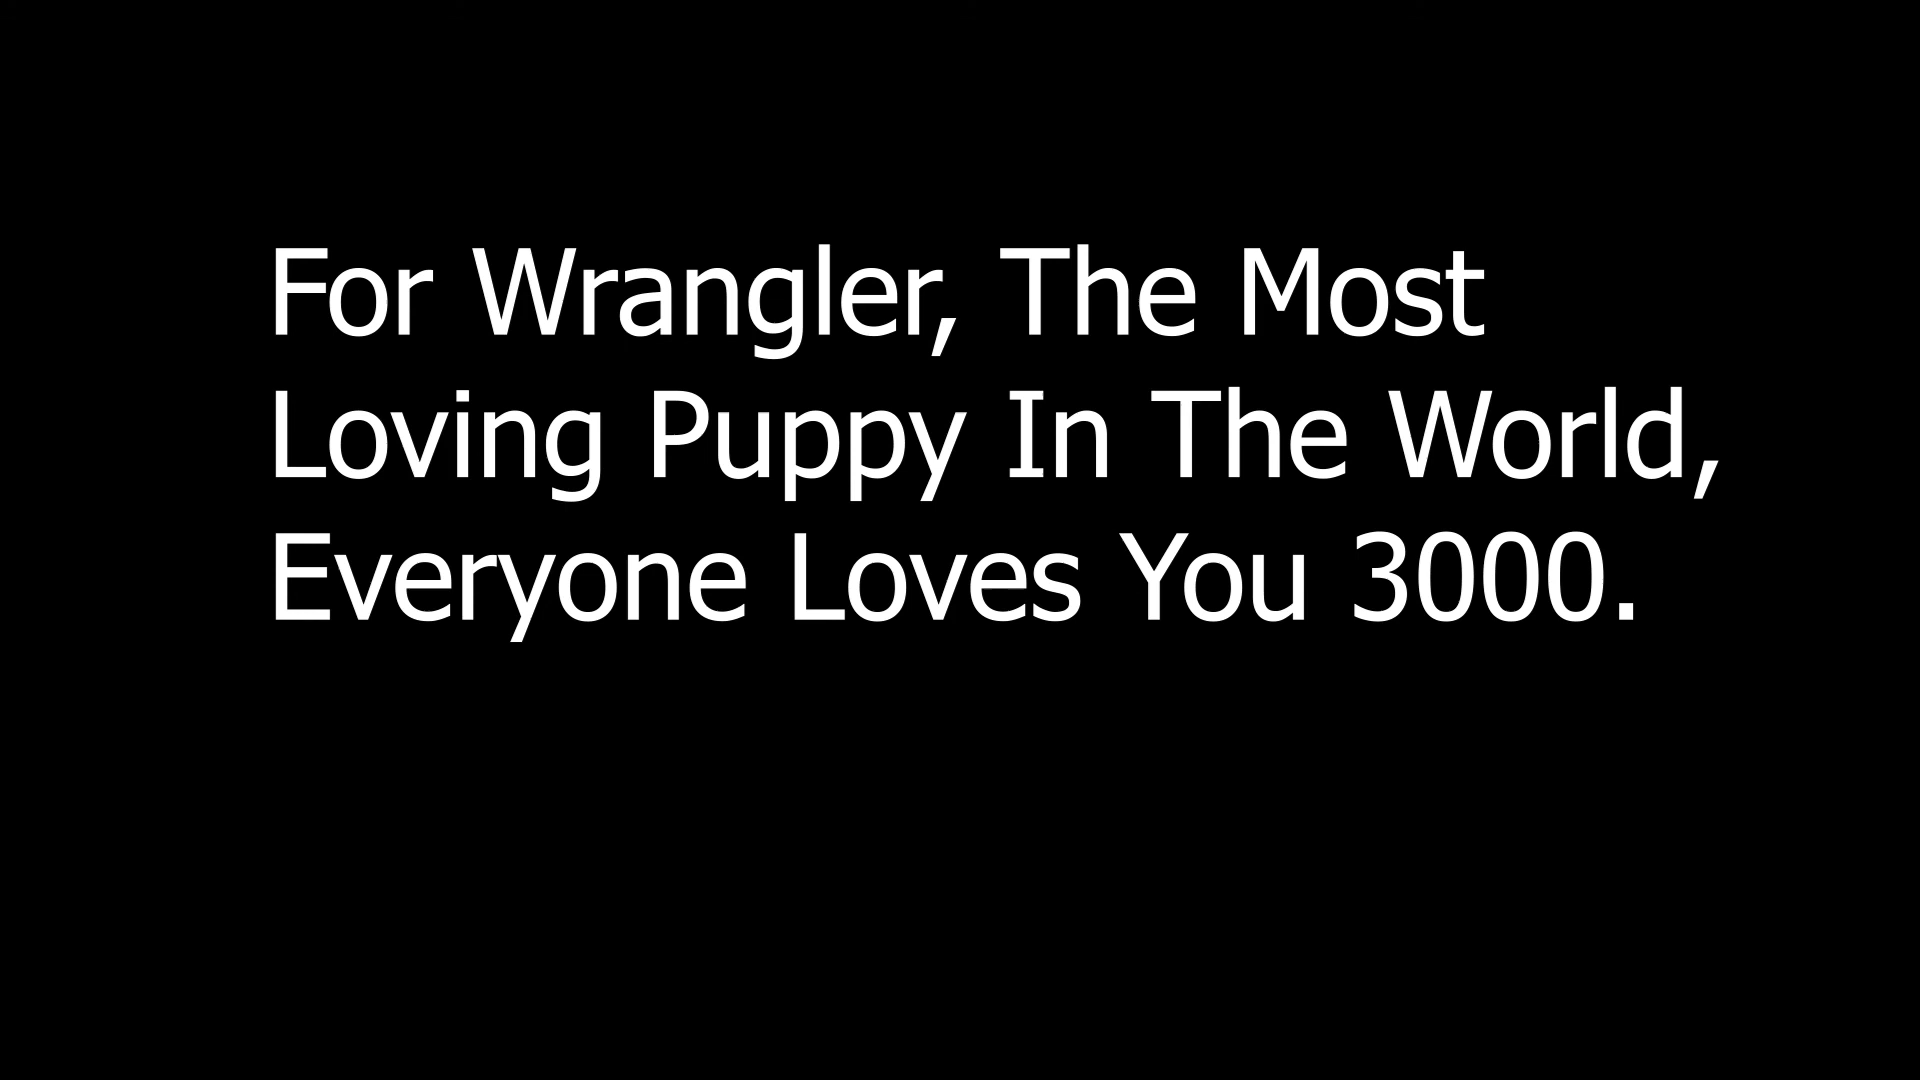 For Wrangler, The Most
Loving Puppy In The World,
Everyone Loves You 3000.